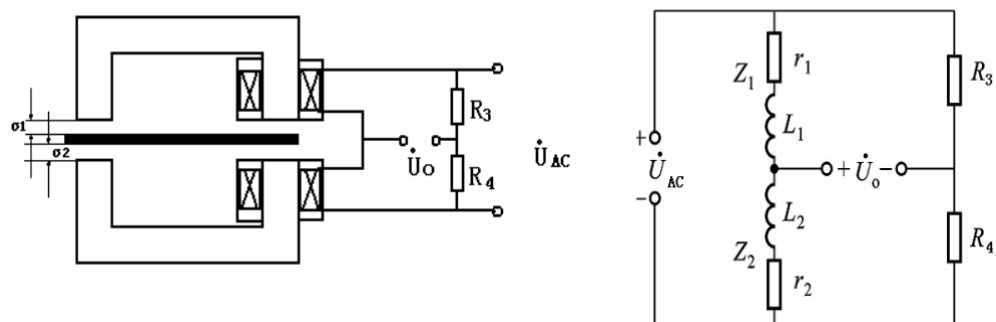 σ1
σ2
R3
R4
U̇o
U̇AC
+
U̇AC
-
Z1
r1
L1
L2
Z2
r2
+ U̇o -
R3
R4